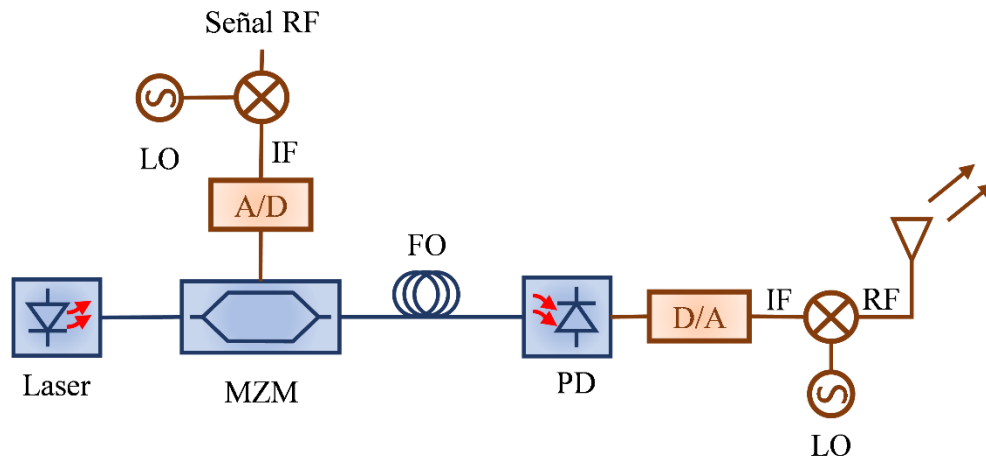 Señal RF
LO
IF
A/D
FO
Laser
MZM
PD
D/A
IF
RF
LO